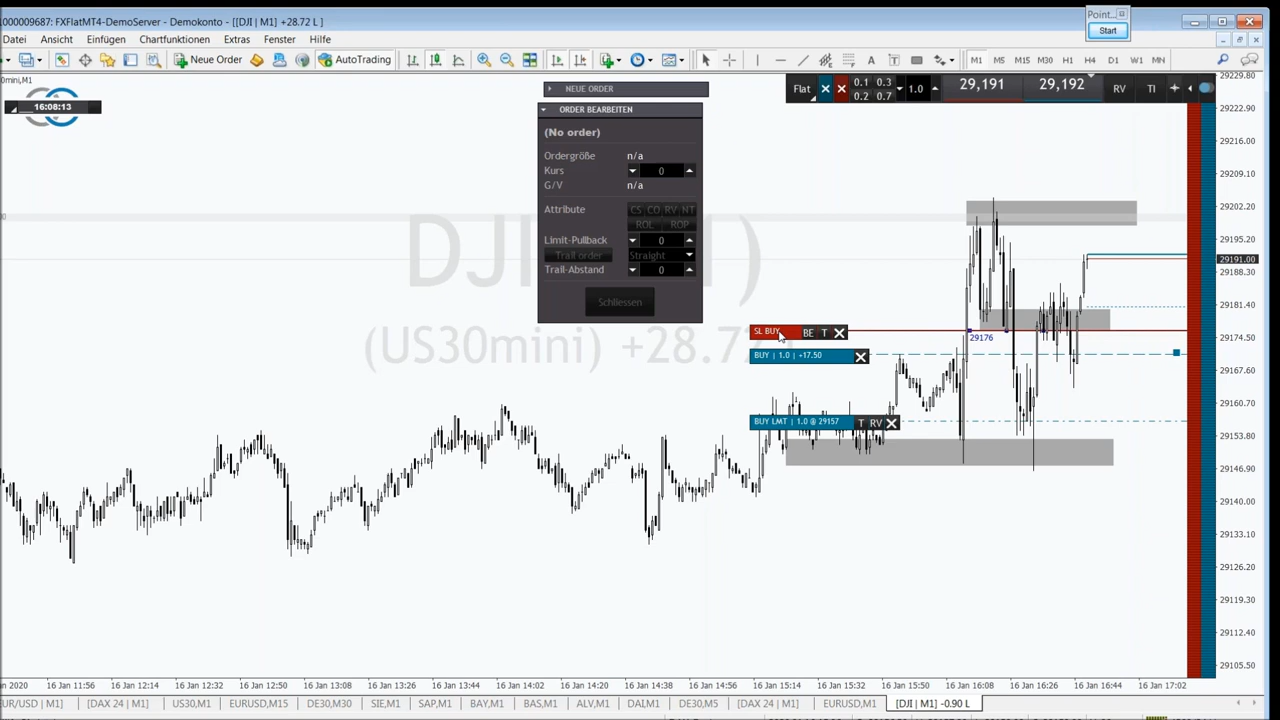 1000009687: FXFlatMT4-DemoServer - Demokonto - [[DJI | M1] +28.72 L ]
Point...
Start
Datei Ansicht Einfügen Chartfunktionen Extras Fenster Hilfe
New Order AutoTrading M1 M5 M15 M30 H1 H4 D1 W1 MN
0mini,M1
16:08:13
NEUE ORDER
ORDER BEARBEITEN
(No order)
Ordergröße n/a
Kurs 0
G/V n/a
Attribute CS CO RV NT
ROL ROP
Limit-Pullback 0
Trail order Straight
Trail-Abstand 0
Schliessen
Flat 0.1 0.3 1.0 29,191 29,192 RV TI
0.2 0.7
(US30mini) +28.72
SL BUY BE T
29176
BUY | 1.0 | +17.50
BUY LMT | 1.0 @ 29157 T RV
29229.80
29222.90
29216.00
29209.10
29202.20
29195.20
29191.00
29188.30
29181.40
29174.50
29167.60
29160.70
29153.80
29146.90
29140.00
29133.10
29126.20
29119.30
29112.40
29105.50
an 2020 16 Jan 11:56 16 Jan 12:14 16 Jan 12:32 16 Jan 12:50 16 Jan 13:08 16 Jan 13:26 16 Jan 13:44 16 Jan 14:02 16 Jan 14:20 16 Jan 14:38 16 Jan 14:56 16 Jan 15:14 16 Jan 15:32 16 Jan 15:50 16 Jan 16:08 16 Jan 16:26 16 Jan 16:44 16 Jan 17:02
EUR/USD | M1] [DAX 24 | M1] US30,M1 DE30,M30 SIE,M1 SAP,M1 BAY,M1 BAS,M1 ALV,M1 DAI,M1 DE30,M5 [DAX 24 | M1] EURUSD,M1 [DJI | M1] -0.90 L